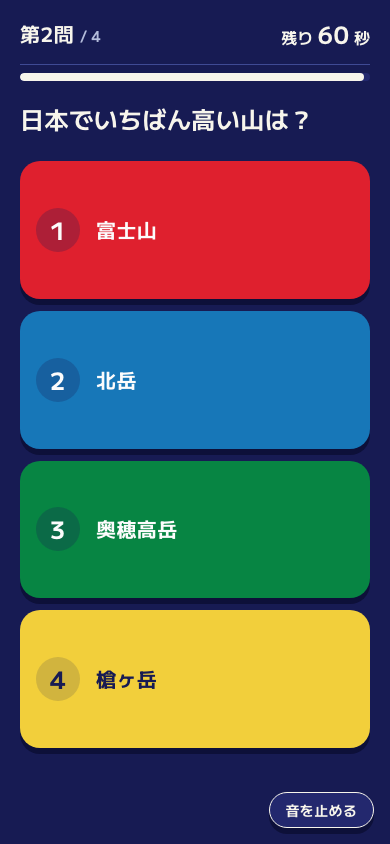 第2問 / 4
残り 60 秒
日本でいちばん高い山は？
1 富士山
2 北岳
3 奥穂高岳
4 槍ヶ岳
音を止める